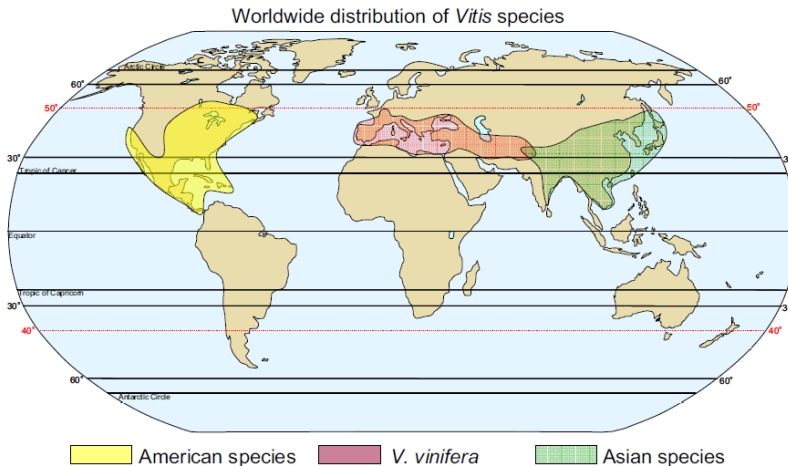 Worldwide distribution of Vitis species
Arctic Circle
60°
60°
50°
50°
30°
3
Tropic of Cancer
Equator
Tropic of Capricorn
30°
3
40°
40°
60°
60°
Antarctic Circle
American species
V. vinifera
Asian species